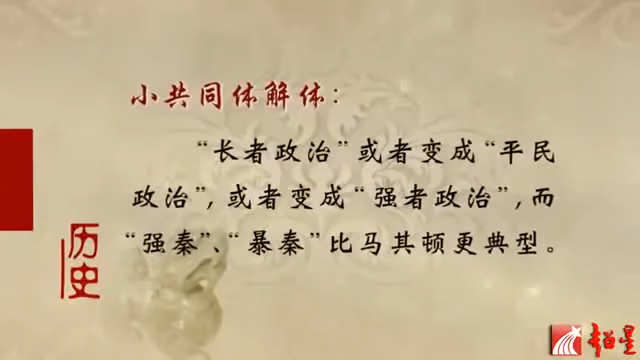 小共同体解体：
“长者政治”或者变成“平民
政治”，或者变成“强者政治”，而
“强秦”、“暴秦”比马其顿更典型。
历史
超星